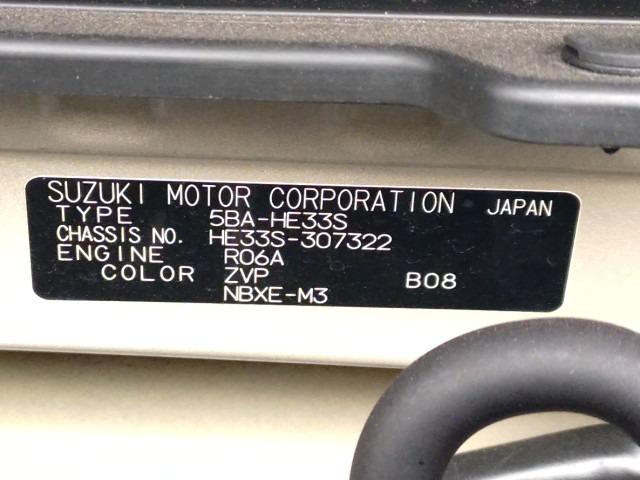 SUZUKI MOTOR CORPORATION JAPAN
TYPE 5BA-HE33S
CHASSIS NO. HE33S-307322
ENGINE R06A
COLOR ZVP B08
NBXE-M3